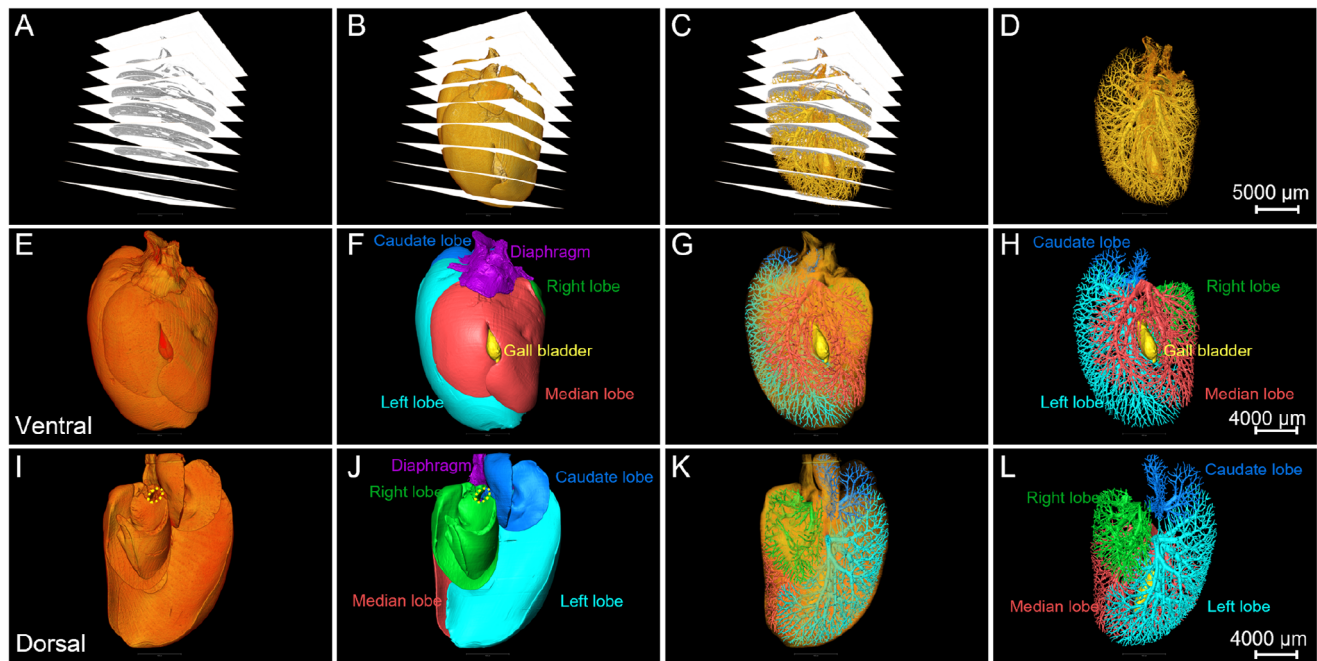 A
B
C
D
5000 µm
E
Ventral
F
Caudate lobe
Diaphragm
Right lobe
Gall bladder
Left lobe
Median lobe
G
H
Caudate lobe
Right lobe
Gall bladder
Left lobe
Median lobe
4000 µm
I
Dorsal
J
Diaphragm
Right lobe
Caudate lobe
Median lobe
Left lobe
K
L
Caudate lobe
Right lobe
Median lobe
Left lobe
4000 µm